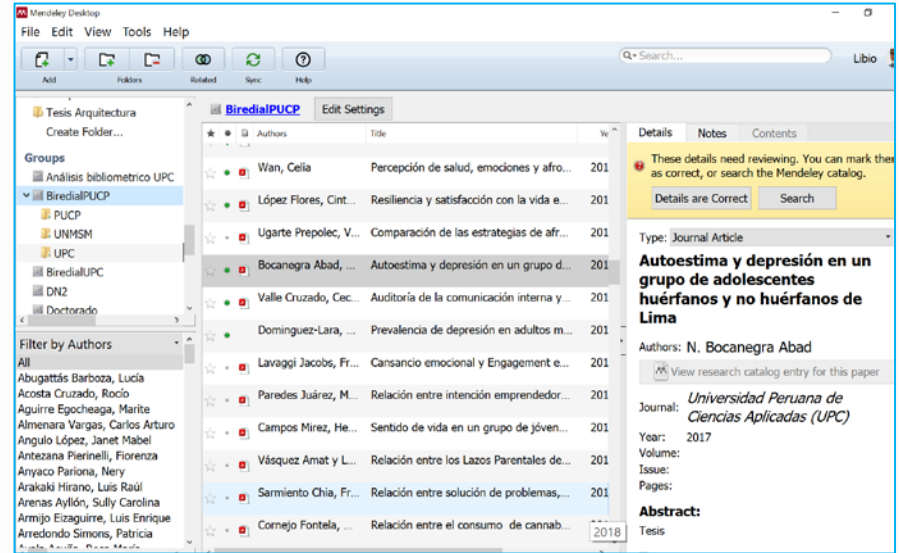 Mendeley Desktop
File Edit View Tools Help
Add Folders Related Sync Help
Search...
Libio
Tesis Arquitectura
Create Folder...
Groups
Análisis bibliometrico UPC
BiredialPUCP
PUCP
UNMSM
UPC
BiredialUPC
DN2
Doctorado
Filter by Authors
All
Abugattás Barboza, Lucía
Acosta Cruzado, Rocío
Aguirre Egocheaga, Marite
Almenara Vargas, Carlos Arturo
Angulo López, Janet Mabel
Antezana Pierinelli, Fiorenza
Anyaco Pariona, Nery
Arakaki Hirano, Luis Raúl
Arenas Ayllón, Sully Carolina
Armijo Eizaguirre, Luis Enrique
Arredondo Simons, Patricia
BiredialPUCP Edit Settings
Authors Title Ye
Wan, Celia Percepción de salud, emociones y afro... 201
López Flores, Cint... Resiliencia y satisfacción con la vida e... 201
Ugarte Prepolec, V... Comparación de las estrategias de afr... 201
Bocanegra Abad, ... Autoestima y depresión en un grupo d... 201
Valle Cruzado, Cec... Auditoría de la comunicación interna y... 201
Dominguez-Lara, ... Prevalencia de depresión en adultos m... 201
Lavaggi Jacobs, Fr... Cansancio emocional y Engagement e... 201
Paredes Juárez, M... Relación entre intención emprendedor... 201
Campos Mirez, He... Sentido de vida en un grupo de jóven... 201
Vásquez Amat y L... Relación entre los Lazos Parentales de... 201
Sarmiento Chia, Fr... Relación entre solución de problemas,... 201
Cornejo Fontela, ... Relación entre el consumo de cannab...
2018
Details Notes Contents
These details need reviewing. You can mark them
as correct, or search the Mendeley catalog.
Details are Correct Search
Type: Journal Article
Autoestima y depresión en un
grupo de adolescentes
huérfanos y no huérfanos de
Lima
Authors: N. Bocanegra Abad
View research catalog entry for this paper
Journal: Universidad Peruana de
Ciencias Aplicadas (UPC)
Year: 2017
Volume:
Issue:
Pages:
Abstract:
Tesis